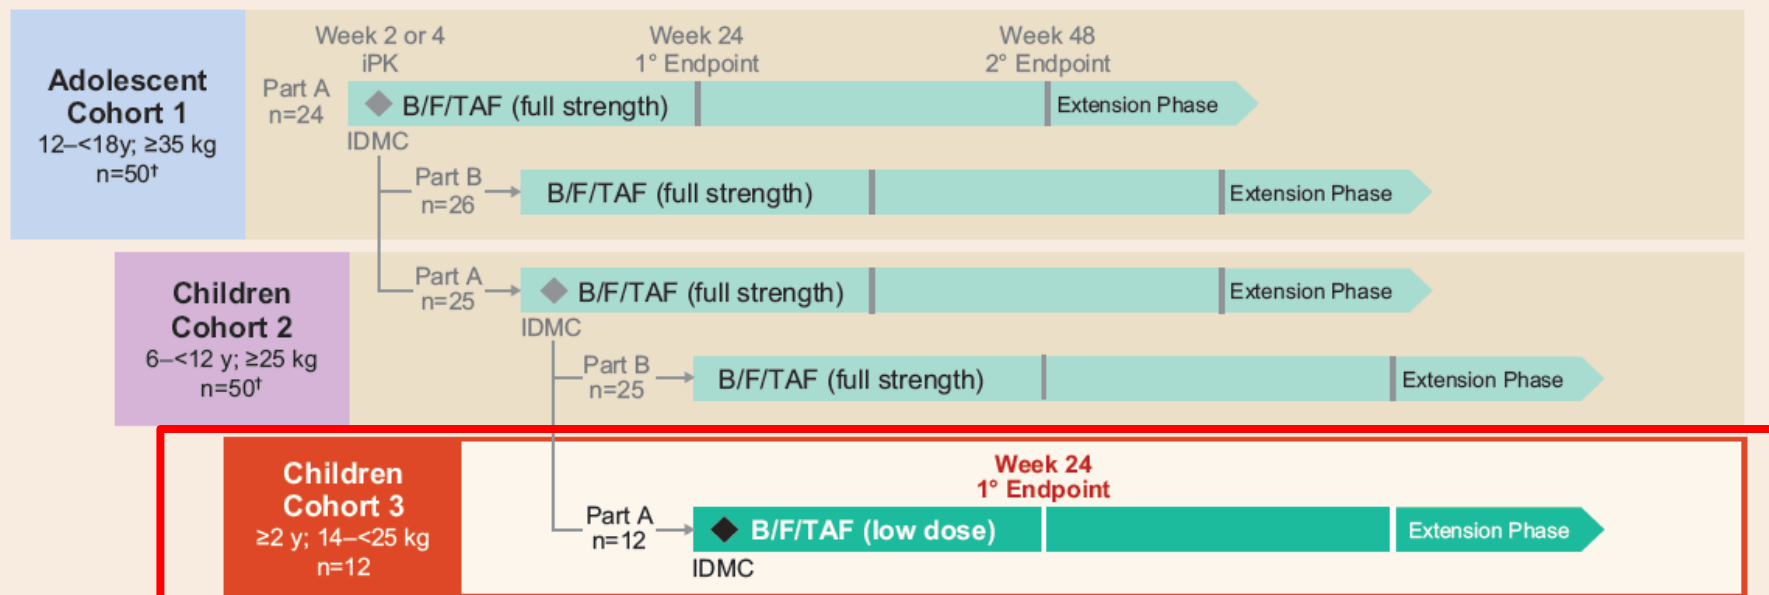 Adolescent
Cohort 1
12–<18y; ≥35 kg
n=50†
Week 2 or 4
iPK
Week 24
1° Endpoint
Week 48
2° Endpoint
Part A
n=24
B/F/TAF (full strength)
Extension Phase
IDMC
Part B
n=26
B/F/TAF (full strength)
Extension Phase
Children
Cohort 2
6–<12 y; ≥25 kg
n=50†
Part A
n=25
B/F/TAF (full strength)
Extension Phase
IDMC
Part B
n=25
B/F/TAF (full strength)
Extension Phase
Children
Cohort 3
≥2 y; 14–<25 kg
n=12
Week 24
1° Endpoint
Part A
n=12
B/F/TAF (low dose)
Extension Phase
IDMC